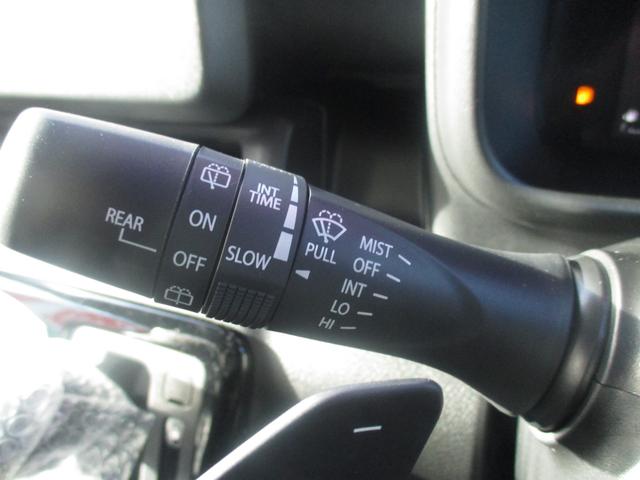 REAR
ON
OFF
INT
TIME
SLOW
PULL
MIST
OFF
INT
LO
HI